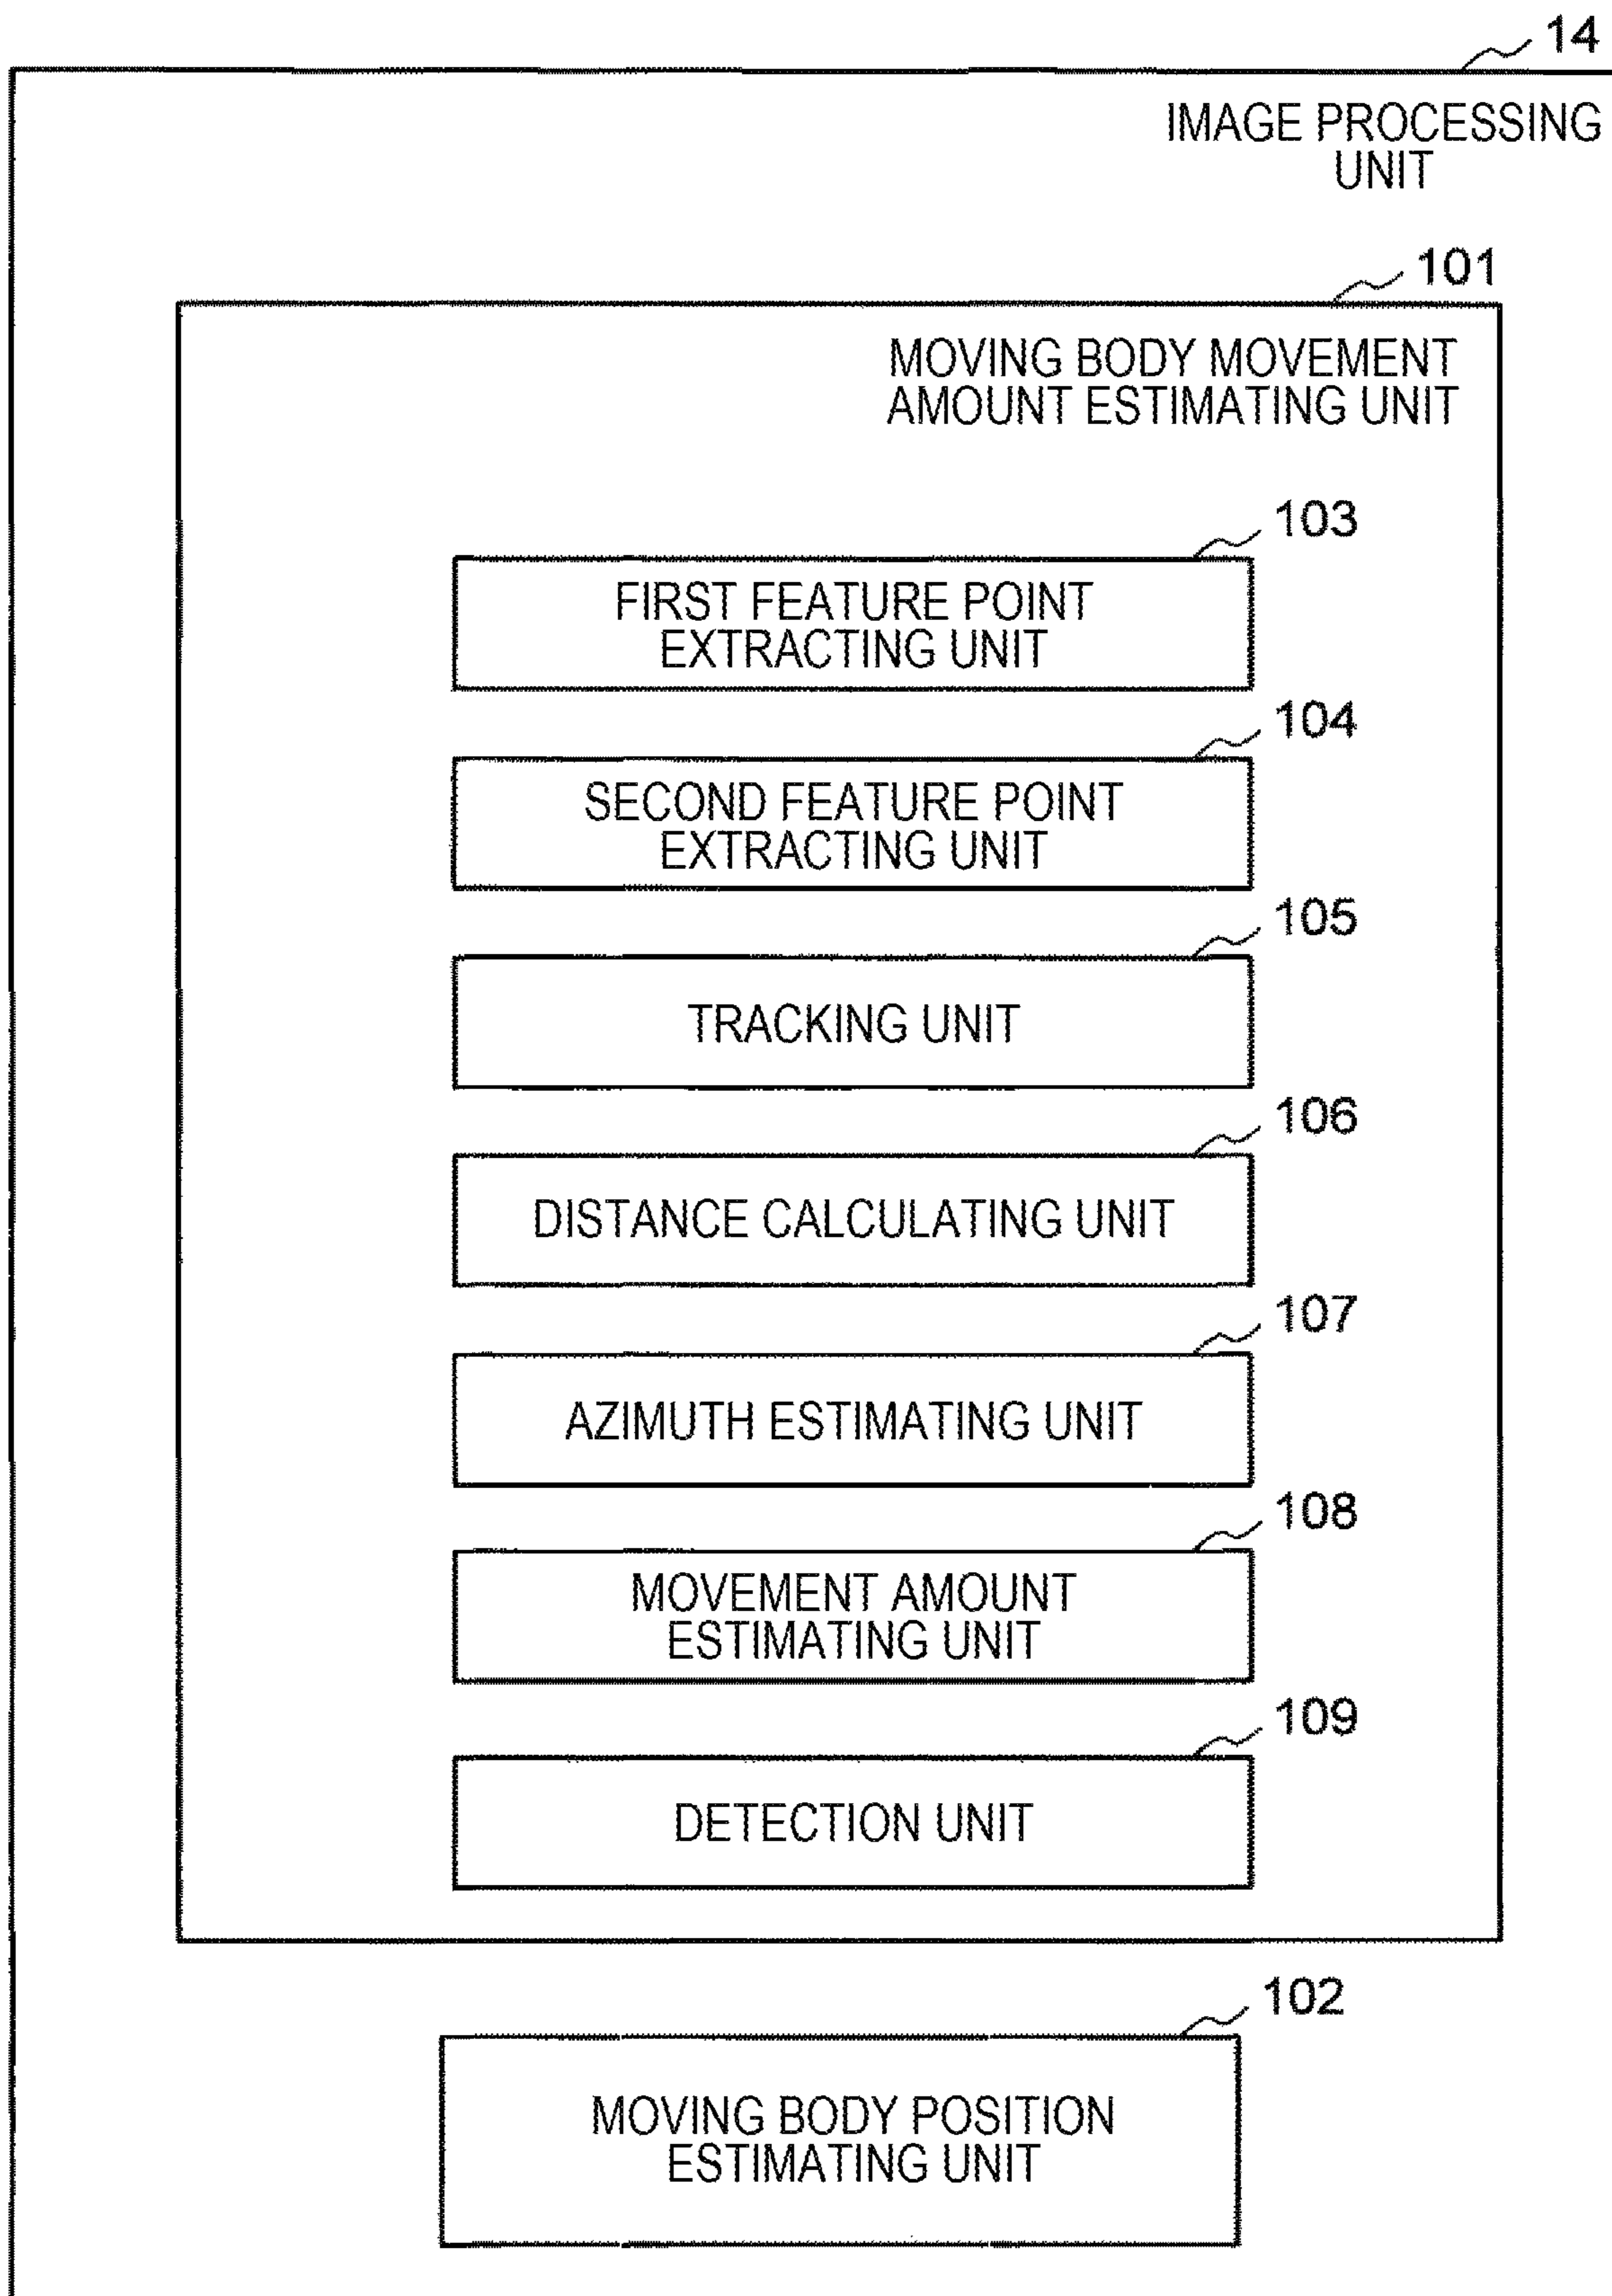 14
IMAGE PROCESSING
UNIT
101
MOVING BODY MOVEMENT
AMOUNT ESTIMATING UNIT
103
FIRST FEATURE POINT
EXTRACTING UNIT
104
SECOND FEATURE POINT
EXTRACTING UNIT
105
TRACKING UNIT
106
DISTANCE CALCULATING UNIT
107
AZIMUTH ESTIMATING UNIT
108
MOVEMENT AMOUNT
ESTIMATING UNIT
109
DETECTION UNIT
102
MOVING BODY POSITION
ESTIMATING UNIT